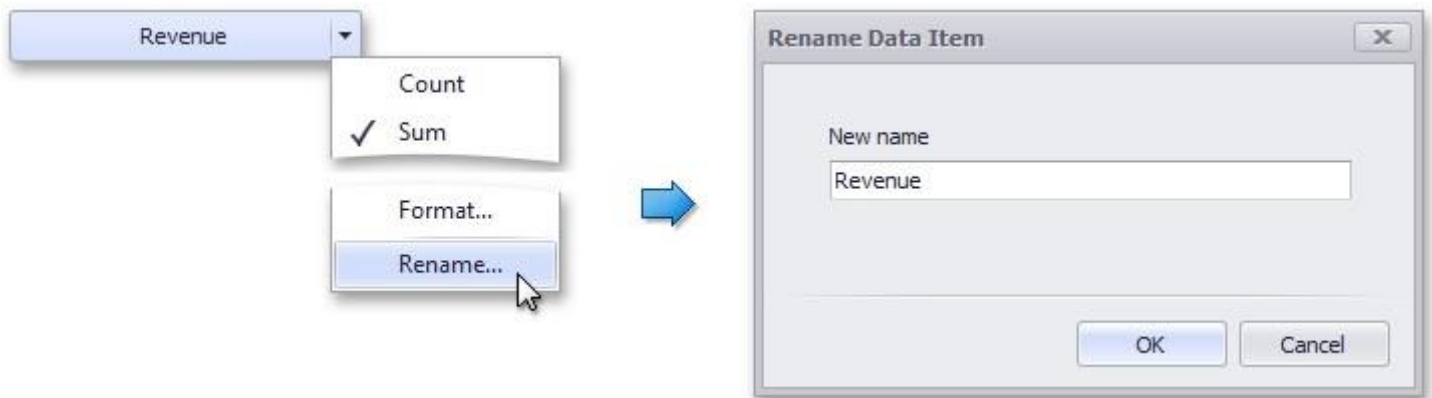 Revenue
Count
Sum
Format...
Rename...
Rename Data Item
New name
Revenue
OK
Cancel